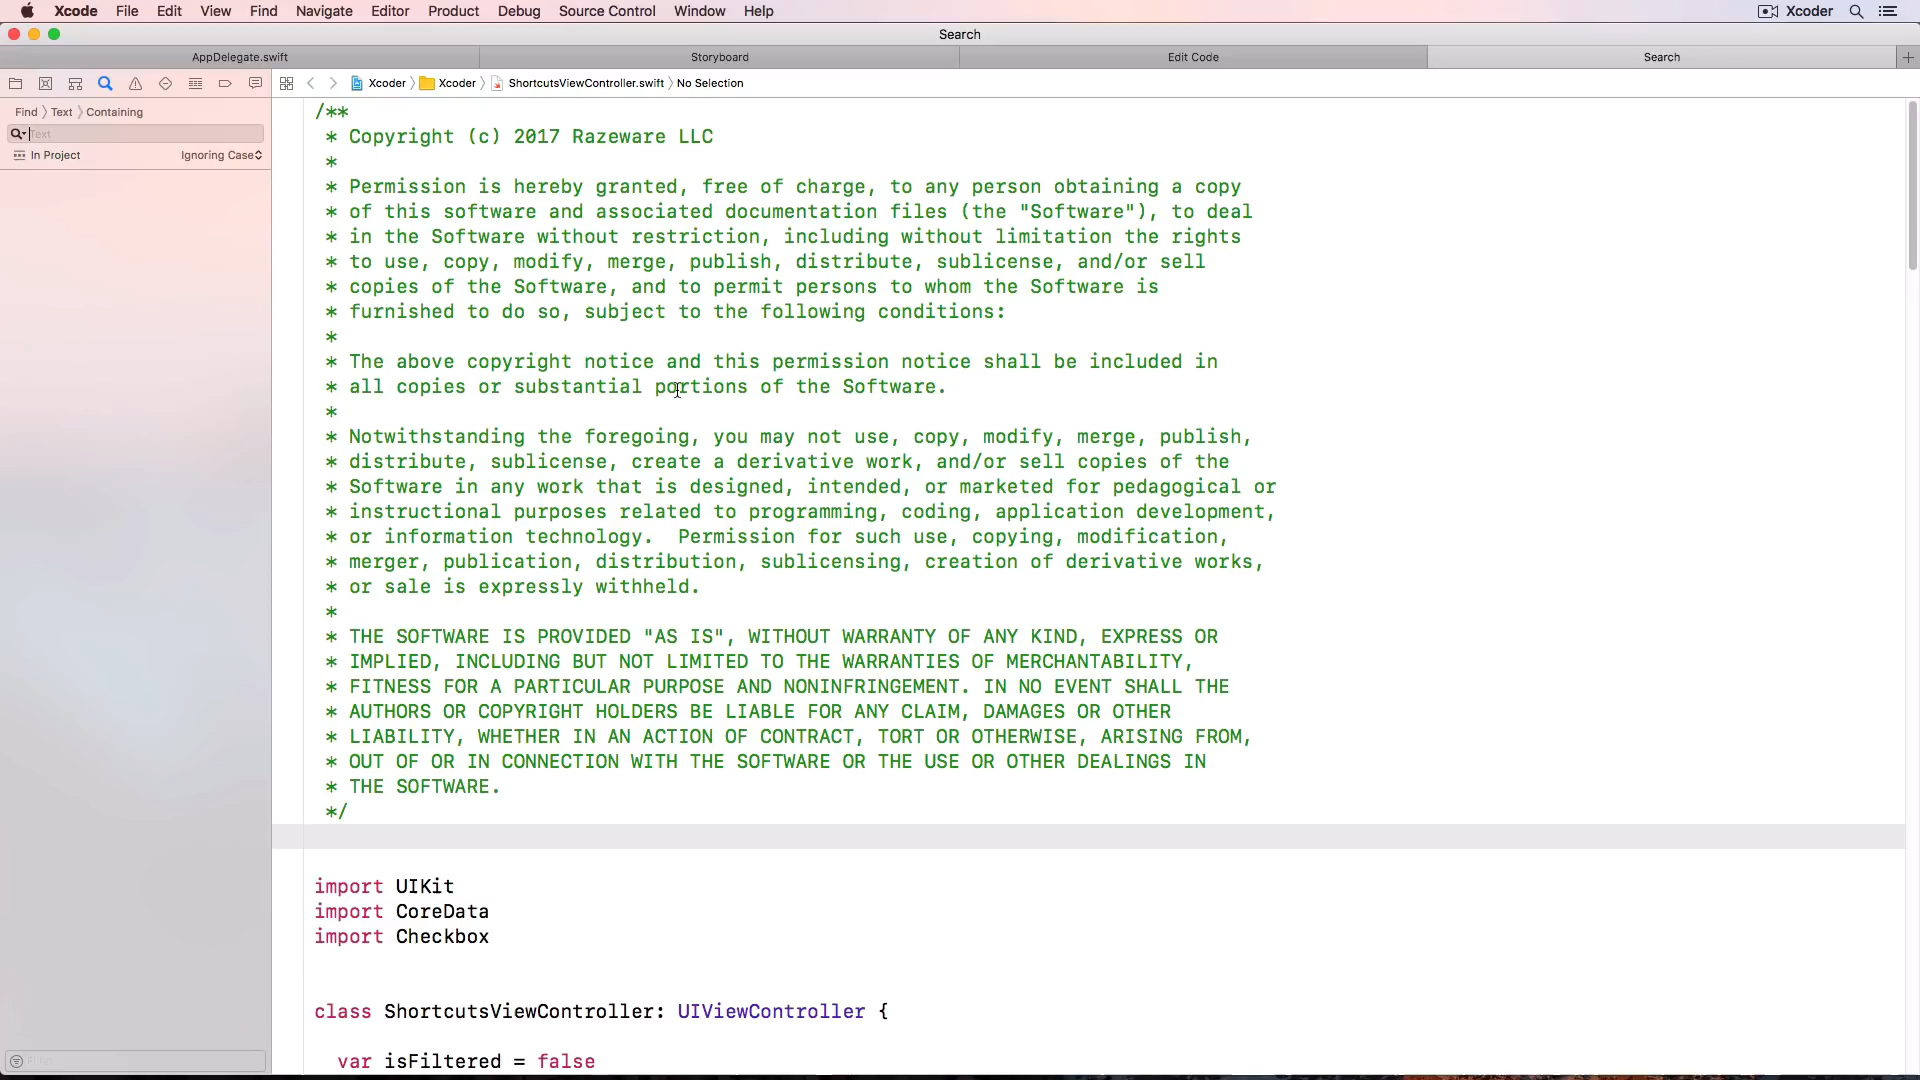 Xcode File Edit View Find Navigate Editor Product Debug Source Control Window Help Xcoder
Search
AppDelegate.swift Storyboard Edit Code Search
Xcoder Xcoder ShortcutsViewController.swift No Selection
Find Text Containing
Text
In Project Ignoring Case
/**
* Copyright (c) 2017 Razeware LLC
*
* Permission is hereby granted, free of charge, to any person obtaining a copy
* of this software and associated documentation files (the "Software"), to deal
* in the Software without restriction, including without limitation the rights
* to use, copy, modify, merge, publish, distribute, sublicense, and/or sell
* copies of the Software, and to permit persons to whom the Software is
* furnished to do so, subject to the following conditions:
*
* The above copyright notice and this permission notice shall be included in
* all copies or substantial portions of the Software.
*
* Notwithstanding the foregoing, you may not use, copy, modify, merge, publish,
* distribute, sublicense, create a derivative work, and/or sell copies of the
* Software in any work that is designed, intended, or marketed for pedagogical or
* instructional purposes related to programming, coding, application development,
* or information technology.  Permission for such use, copying, modification,
* merger, publication, distribution, sublicensing, creation of derivative works,
* or sale is expressly withheld.
*
* THE SOFTWARE IS PROVIDED "AS IS", WITHOUT WARRANTY OF ANY KIND, EXPRESS OR
* IMPLIED, INCLUDING BUT NOT LIMITED TO THE WARRANTIES OF MERCHANTABILITY,
* FITNESS FOR A PARTICULAR PURPOSE AND NONINFRINGEMENT. IN NO EVENT SHALL THE
* AUTHORS OR COPYRIGHT HOLDERS BE LIABLE FOR ANY CLAIM, DAMAGES OR OTHER
* LIABILITY, WHETHER IN AN ACTION OF CONTRACT, TORT OR OTHERWISE, ARISING FROM,
* OUT OF OR IN CONNECTION WITH THE SOFTWARE OR THE USE OR OTHER DEALINGS IN
* THE SOFTWARE.
*/
import UIKit
import CoreData
import Checkbox
class ShortcutsViewController: UIViewController {
var isFiltered = false